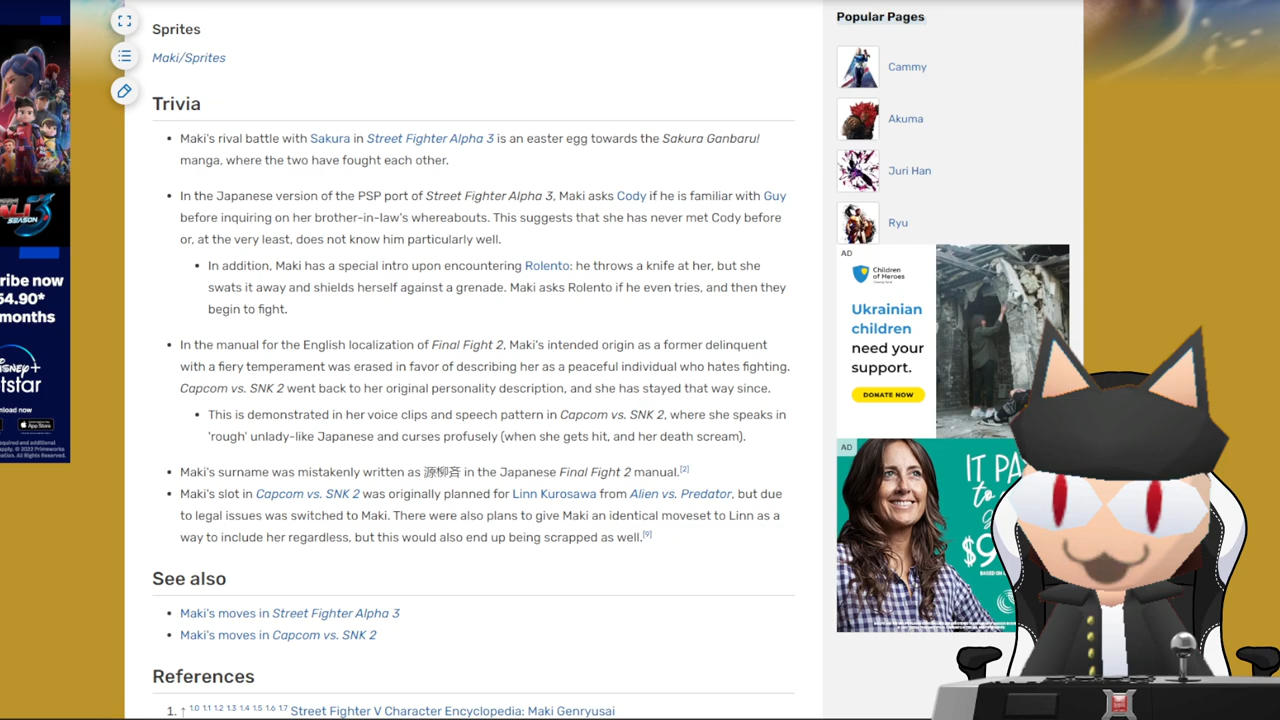 Sprites
Maki/Sprites
Trivia
Maki's rival battle with Sakura in Street Fighter Alpha 3 is an easter egg towards the Sakura Ganbaru!
manga, where the two have fought each other.
In the Japanese version of the PSP port of Street Fighter Alpha 3, Maki asks Cody if he is familiar with Guy
before inquiring on her brother-in-law's whereabouts. This suggests that she has never met Cody before
or, at the very least, does not know him particularly well.
In addition, Maki has a special intro upon encountering Rolento: he throws a knife at her, but she
swats it away and shields herself against a grenade. Maki asks Rolento if he even tries, and then they
begin to fight.
In the manual for the English localization of Final Fight 2, Maki's intended origin as a former delinquent
with a fiery temperament was erased in favor of describing her as a peaceful individual who hates fighting.
Capcom vs. SNK 2 went back to her original personality description, and she has stayed that way since.
This is demonstrated in her voice clips and speech pattern in Capcom vs. SNK 2, where she speaks in
'rough' unlady-like Japanese and curses profusely (when she gets hit, and her death scream).
Maki's surname was mistakenly written as 源柳斉 in the Japanese Final Fight 2 manual.[2]
Maki's slot in Capcom vs. SNK 2 was originally planned for Linn Kurosawa from Alien vs. Predator, but due
to legal issues was switched to Maki. There were also plans to give Maki an identical moveset to Linn as a
way to include her regardless, but this would also end up being scrapped as well.[9]
See also
Maki's moves in Street Fighter Alpha 3
Maki's moves in Capcom vs. SNK 2
References
1. ↑ 1.0 1.1 1.2 1.3 1.4 1.5 1.6 1.7 Street Fighter V Character Encyclopedia: Maki Genryusai
Popular Pages
Cammy
Akuma
Juri Han
Ryu
AD
Children
of Heroes
Ukrainian
children
need your
support.
DONATE NOW
AD
IT PA
to
$9
3
SEASON
ribe now
54.90*
months
DISNEY+
tstar
nload now
App Store